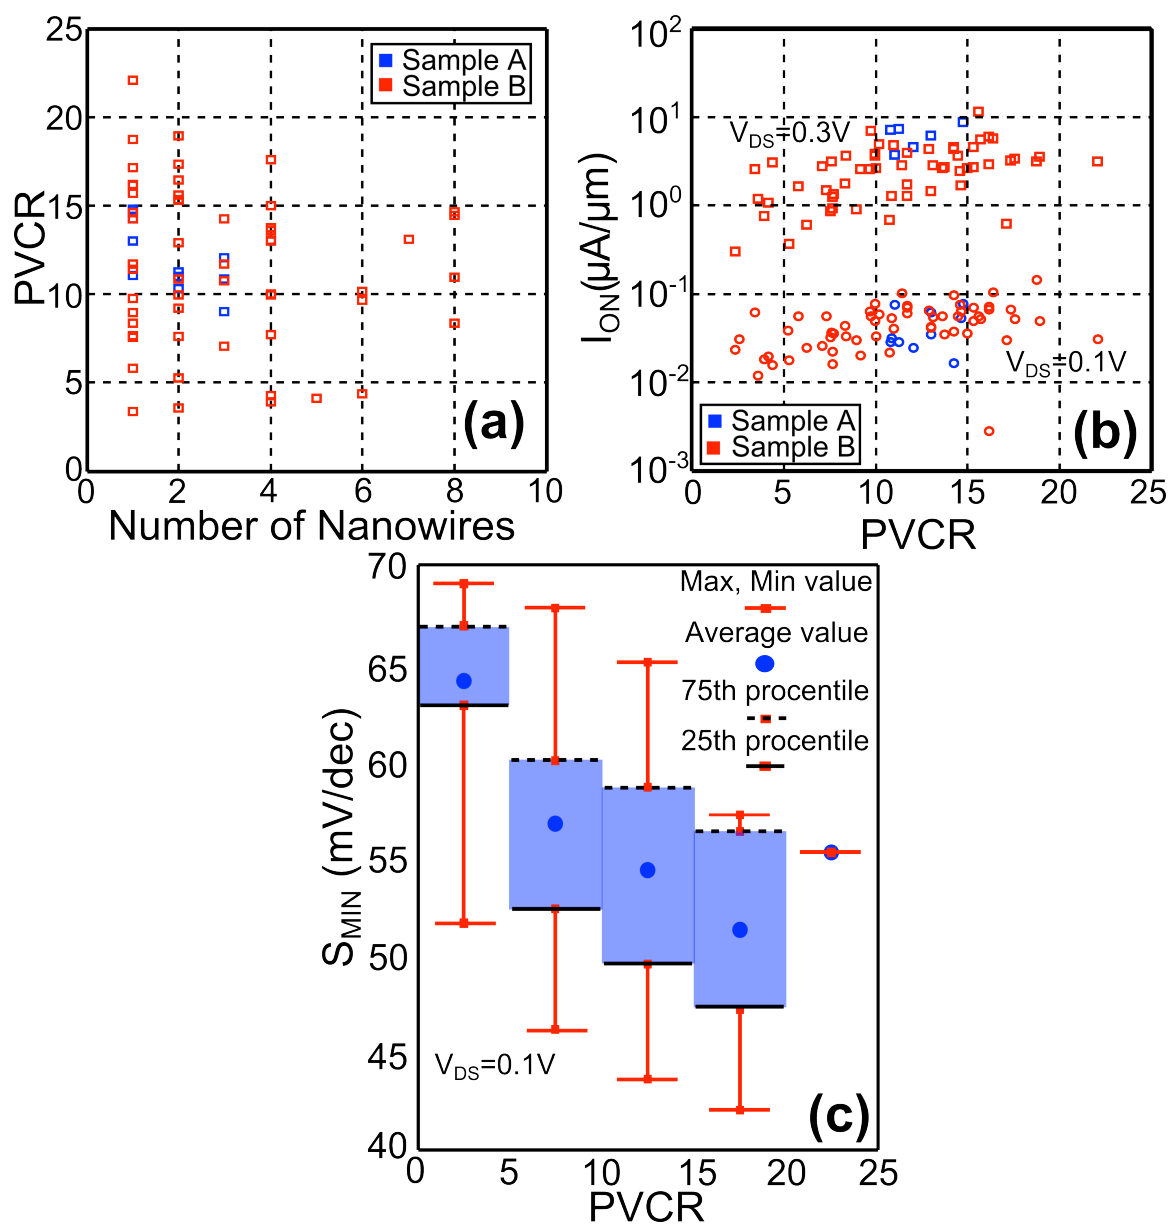 25
20
15
10
5
0
PVCR
Sample A
Sample B
(a)
0
2
4
6
8
10
Number of Nanowires
10²
10¹
10⁰
10⁻¹
10⁻²
10⁻³
I_ON(µA/µm)
V_DS=0.3V
V_DS=0.1V
Sample A
Sample B
(b)
0
5
10
15
20
25
PVCR
70
65
60
55
50
45
40
S_MIN (mV/dec)
Max, Min value
Average value
75th procentile
25th procentile
V_DS=0.1V
(c)
0
5
10
15
20
25
PVCR